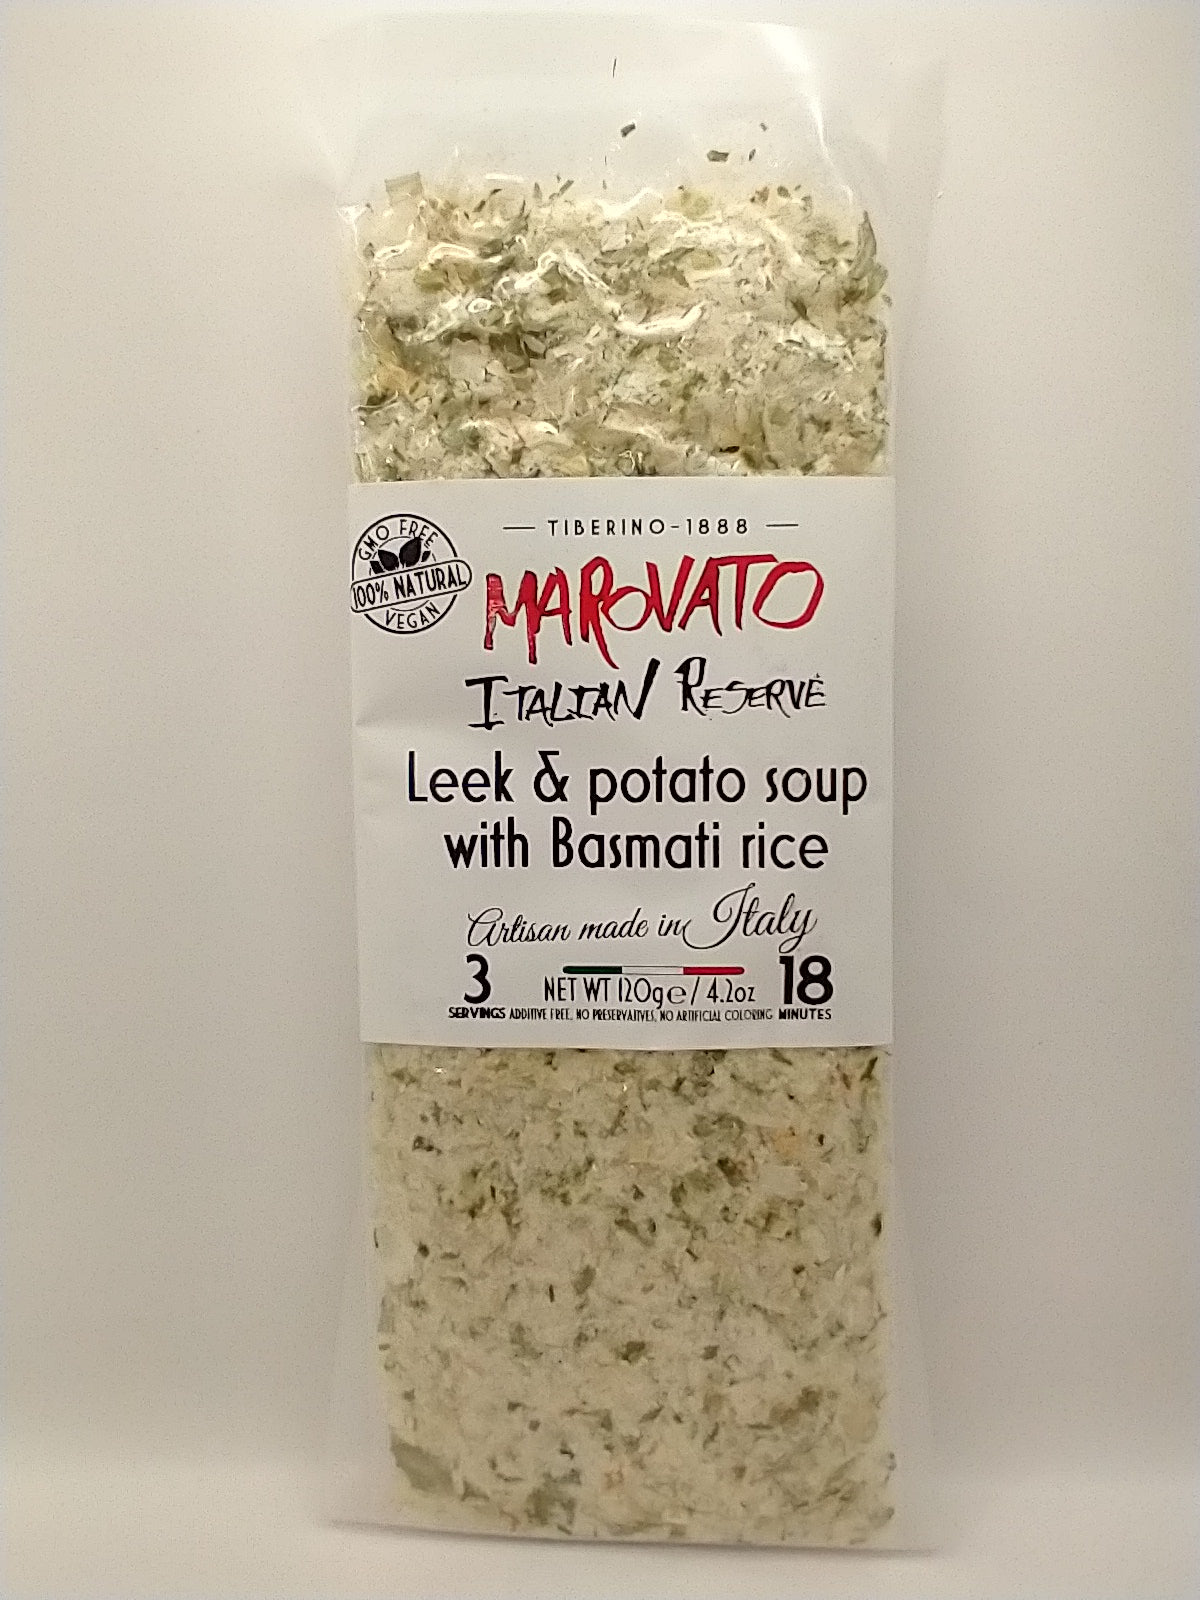 GMO FREE
100% NATURAL
VEGAN
TIBERINO-1888
MAROVATO
ITALIAN RESERVE
Leek & potato soup
with Basmati rice
Artisan made in Italy
3 NET WT 120g℮/4.2oz 18
SERVINGS ADDITIVE FREE, NO PRESERVATIVES, NO ARTIFICIAL COLORING MINUTES